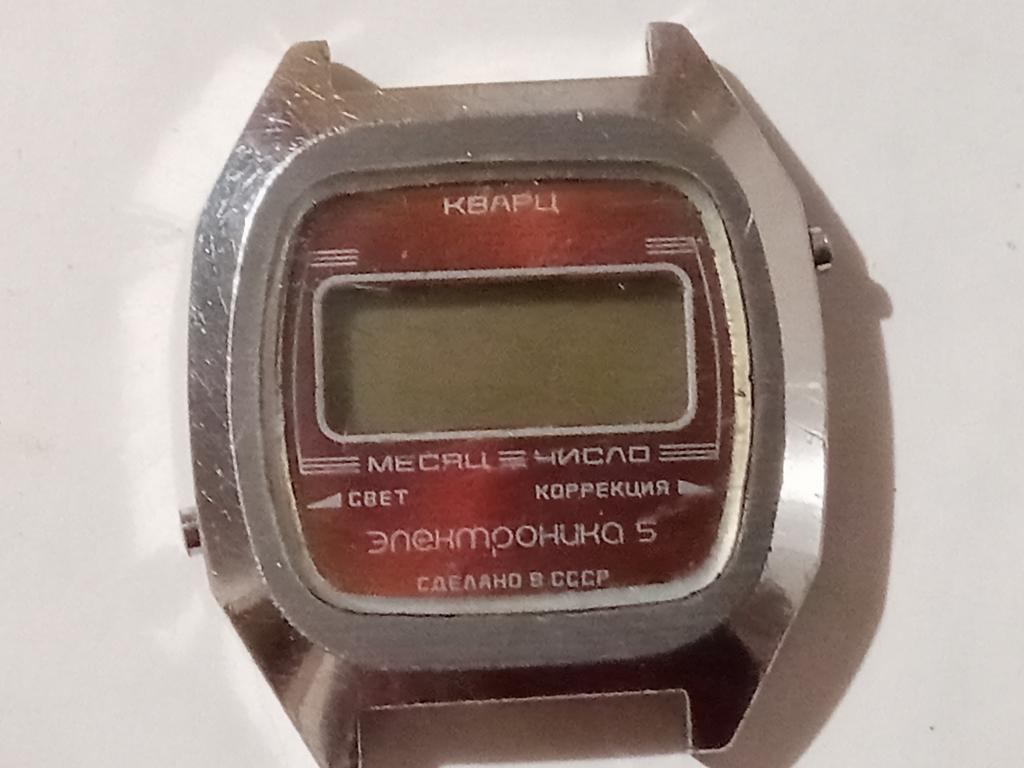 КВАРЦ
МЕСЯЦ ЧИСЛО
СВЕТ КОРРЕКЦИЯ
электроника 5
СДЕЛАНО В СССР